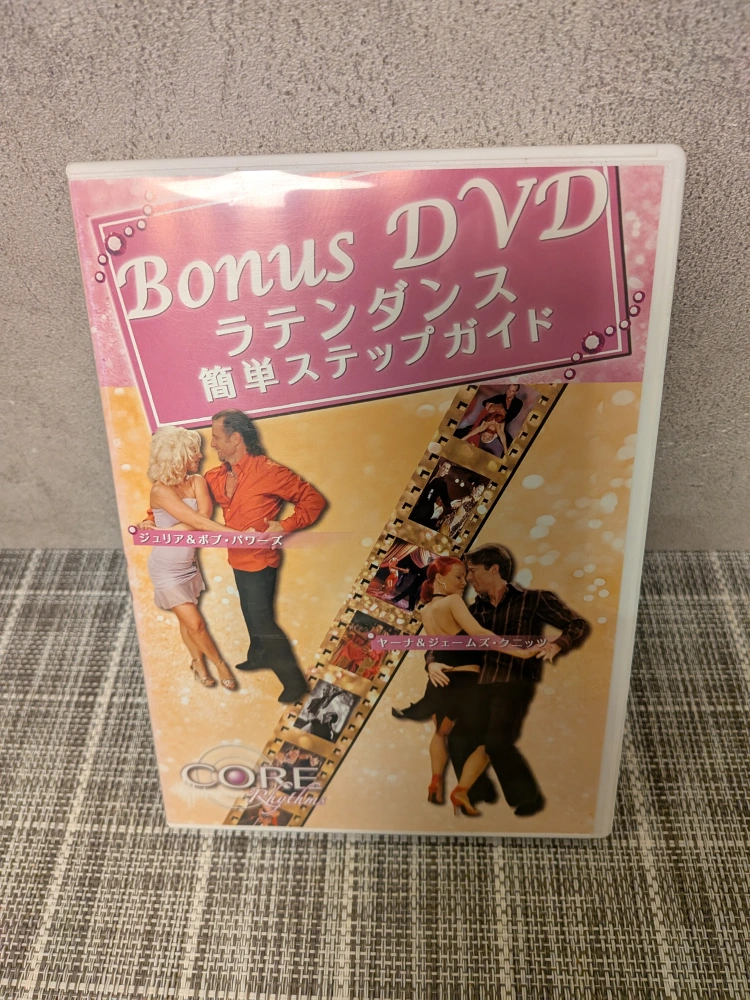 Bonus DVD
ラテンダンス
簡単ステップガイド
ジュリア&ボブ・パワーズ
ヤーナ&ジェームズ・クニッツ
CORE
Rhythms